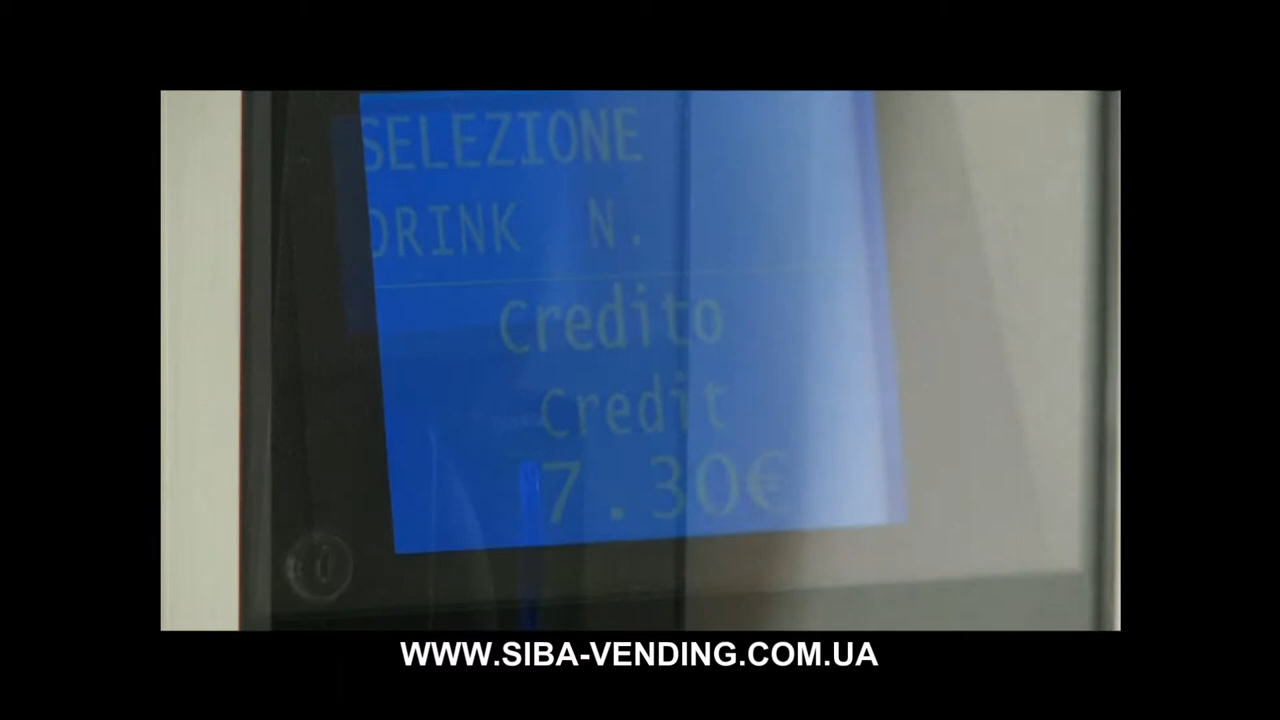 SELEZIONE
DRINK N.
Credito
Credit
7.30€
WWW.SIBA-VENDING.COM.UA